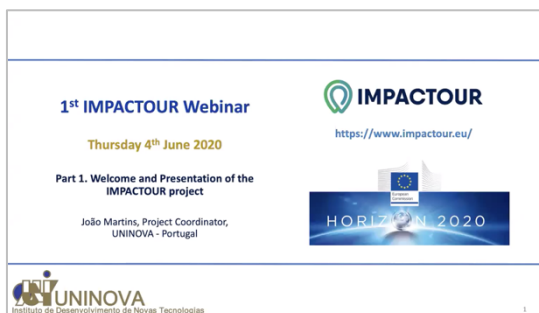 1st IMPACTOUR Webinar
Thursday 4th June 2020
Part 1. Welcome and Presentation of the
IMPACTOUR project
João Martins, Project Coordinator,
UNINOVA - Portugal
IMPACTOUR
https://www.impactour.eu/
European
Commission
HORIZON 2020
UNINOVA
Instituto de Desenvolvimento de Novas Tecnologias
1